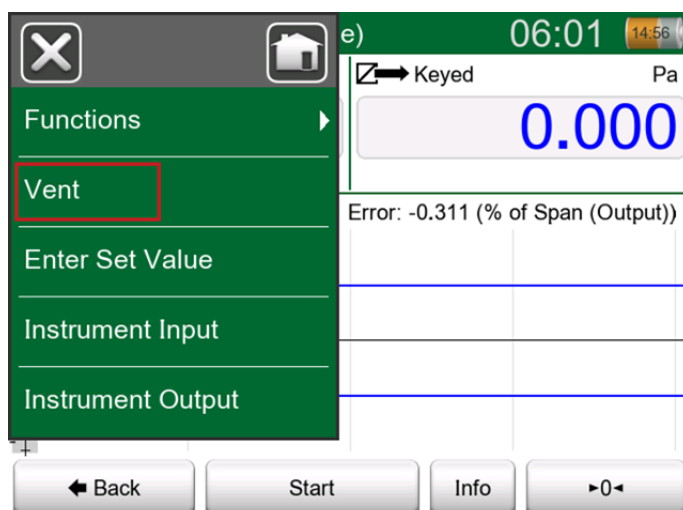 e) 06:01 14:56
Keyed Pa
0.000
Functions
Vent
Error: -0.311 (% of Span (Output))
Enter Set Value
Instrument Input
Instrument Output
Back Start Info ►0◄